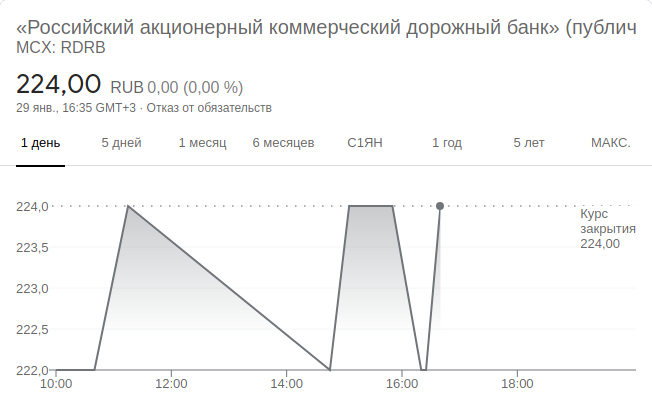 «Российский акционерный коммерческий дорожный банк» (публич
MCX: RDRB
224,00 RUB 0,00 (0,00 %)
29 янв., 16:35 GMT+3 · Отказ от обязательств
1 день 5 дней 1 месяц 6 месяцев С1ЯН 1 год 5 лет МАКС.
224,0
223,5
223,0
222,5
222,0
Курс
закрытия
224,00
10:00 12:00 14:00 16:00 18:00